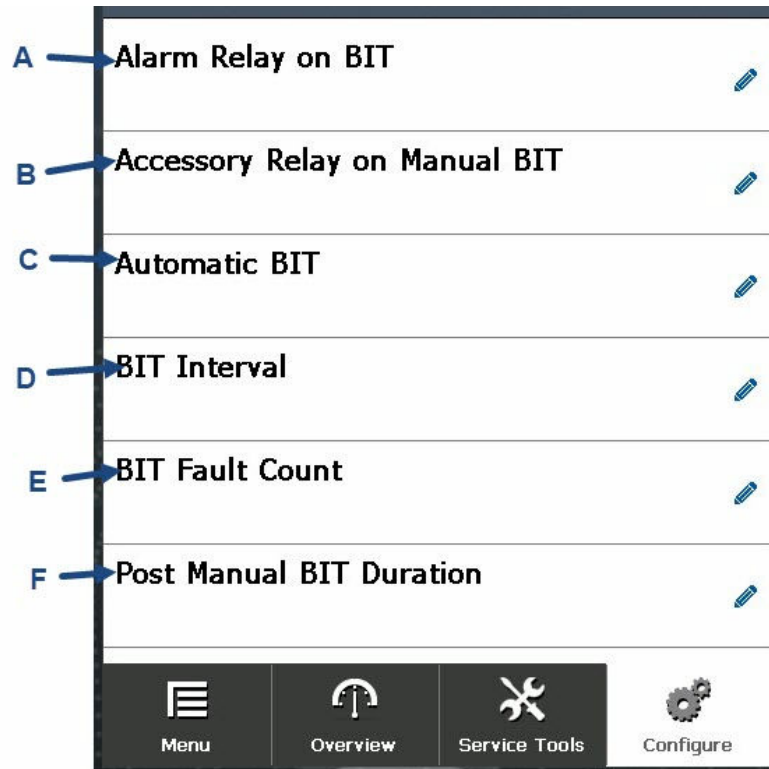 A Alarm Relay on BIT
B Accessory Relay on Manual BIT
C Automatic BIT
D BIT Interval
E BIT Fault Count
F Post Manual BIT Duration
Menu Overview Service Tools Configure